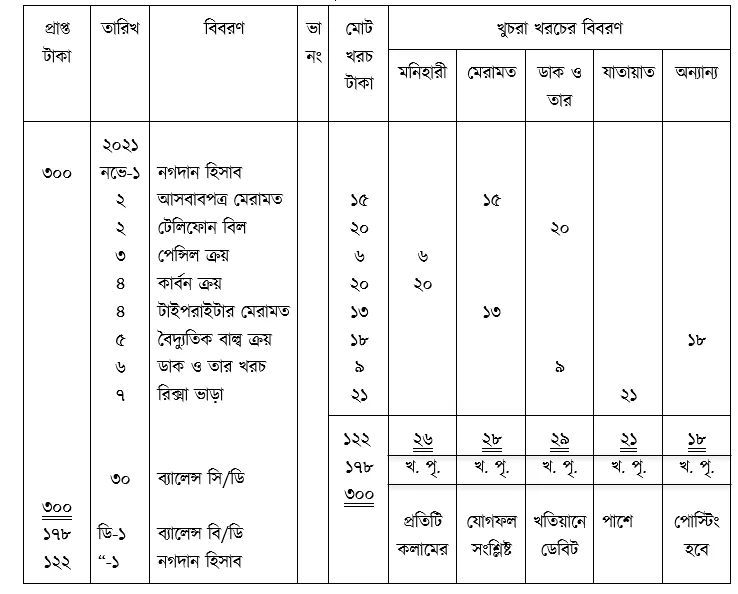 প্রাপ্ত তারিখ বিবরণ ভা মোট খুচরা খরচের বিবরণ
টাকা নং খরচ
টাকা মনিহারী মেরামত ডাক ও যাতায়াত অন্যান্য
তার
২০২১
৩০০ নভে-১ নগদান হিসাব
২ আসবাবপত্র মেরামত ১৫ ১৫
২ টেলিফোন বিল ২০ ২০
৩ পেন্সিল ক্রয় ৬ ৬
৪ কার্বন ক্রয় ২০ ২০
৪ টাইপরাইটার মেরামত ১৩ ১৩
৫ বৈদ্যুতিক বাল্ব ক্রয় ১৮ ১৮
৬ ডাক ও তার খরচ ৯ ৯
৭ রিক্সা ভাড়া ২১ ২১
১২২ ২৬ ২৮ ২৯ ২১ ১৮
৩০ ব্যালেন্স সি/ডি ১৭৮ খ. পৃ. খ. পৃ. খ. পৃ. খ. পৃ. খ. পৃ.
৩০০ ৩০০
১৭৮ ডি-১ ব্যালেন্স বি/ডি প্রতিটি যোগফল খতিয়ানে পাশে পোস্টিং
১২২ “-১ নগদান হিসাব কলামের সংশ্লিষ্ট ডেবিট হবে